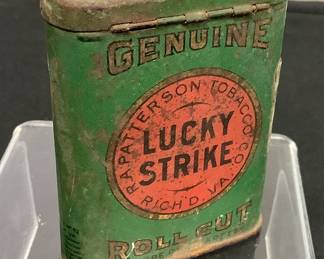 GENUINE
R.A. PATTERSON TOBACCO CO.
LUCKY
STRIKE
RICH'D, VA.
ROLL CUT